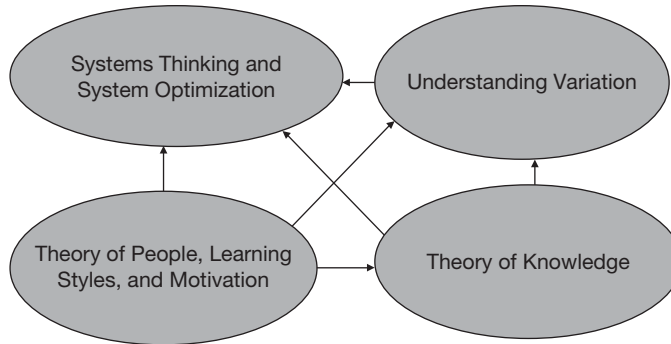 Systems Thinking and
System Optimization
Understanding Variation
Theory of People, Learning
Styles, and Motivation
Theory of Knowledge